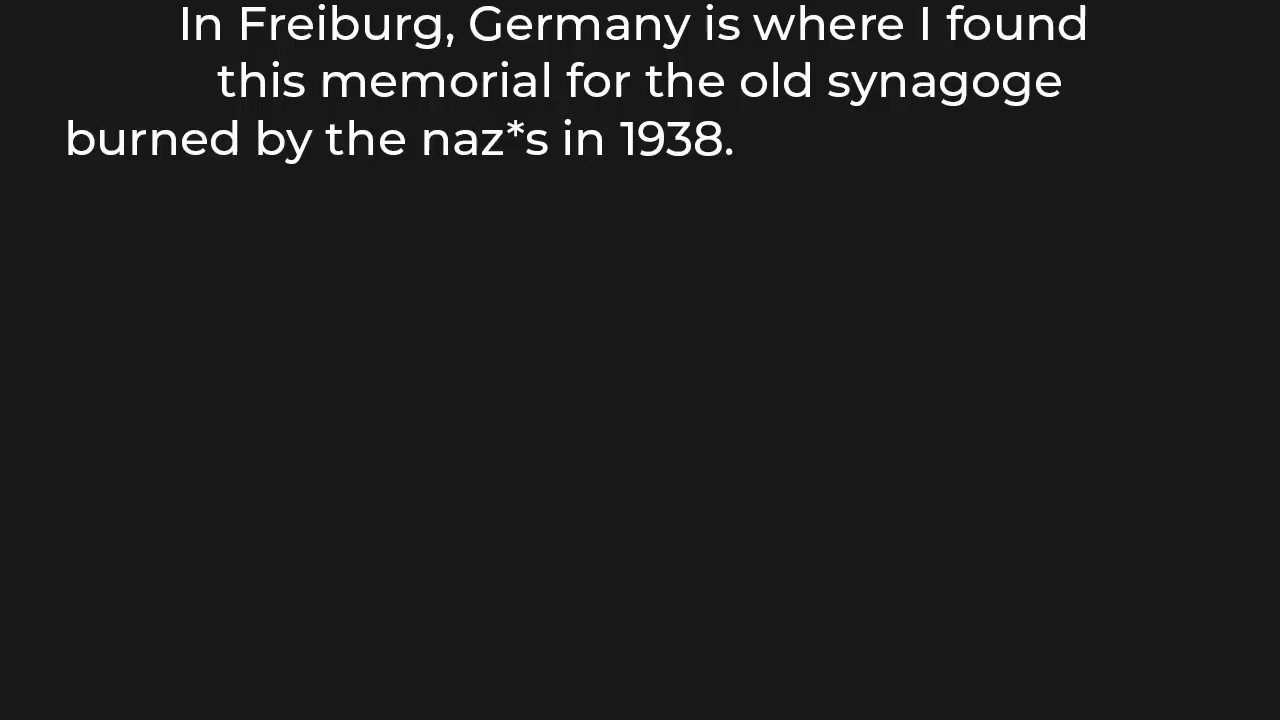 In Freiburg, Germany is where I found
this memorial for the old synagoge
burned by the naz*s in 1938.